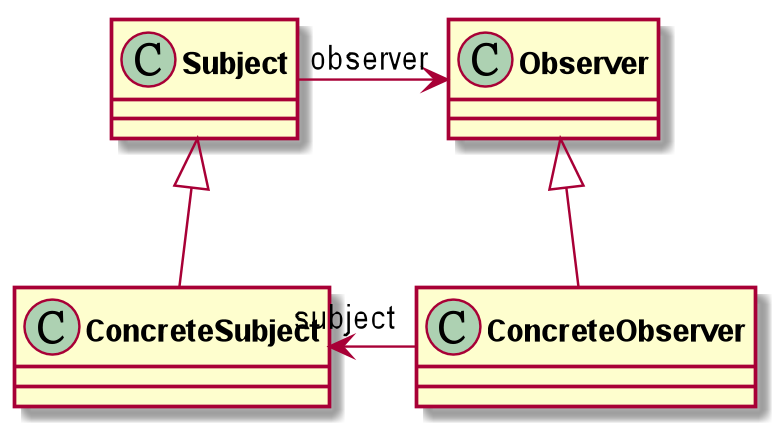 C Subject
observer
C Observer
subject
C ConcreteSubject
C ConcreteObserver